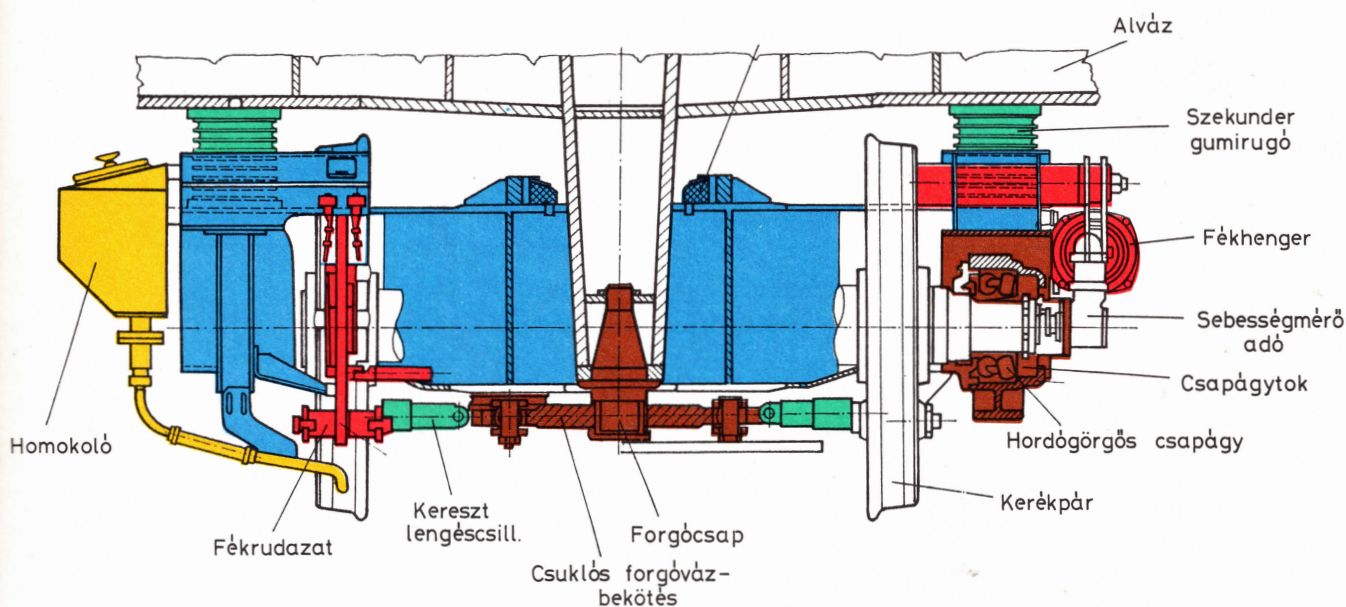 Alváz
Szekunder
gumirugó
Fékhenger
Sebességmérő
adó
Csapágytok
Hordógörgős csapágy
Kerékpár
Homokoló
Fékrudazat
Kereszt
lengéscsill.
Forgócsap
Csuklós forgóváz-
bekötés